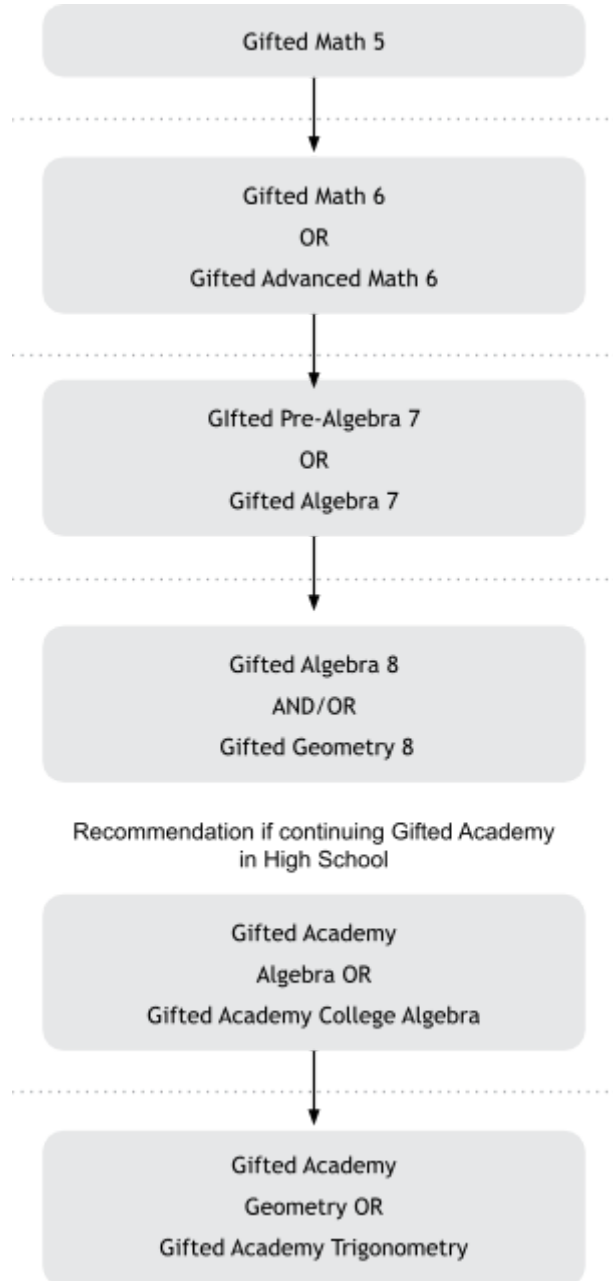 Gifted Math 5
Gifted Math 6
OR
Gifted Advanced Math 6
GIfted Pre-Algebra 7
OR
Gifted Algebra 7
Gifted Algebra 8
AND/OR
Gifted Geometry 8
Recommendation if continuing Gifted Academy
in High School
Gifted Academy
Algebra OR
Gifted Academy College Algebra
Gifted Academy
Geometry OR
Gifted Academy Trigonometry